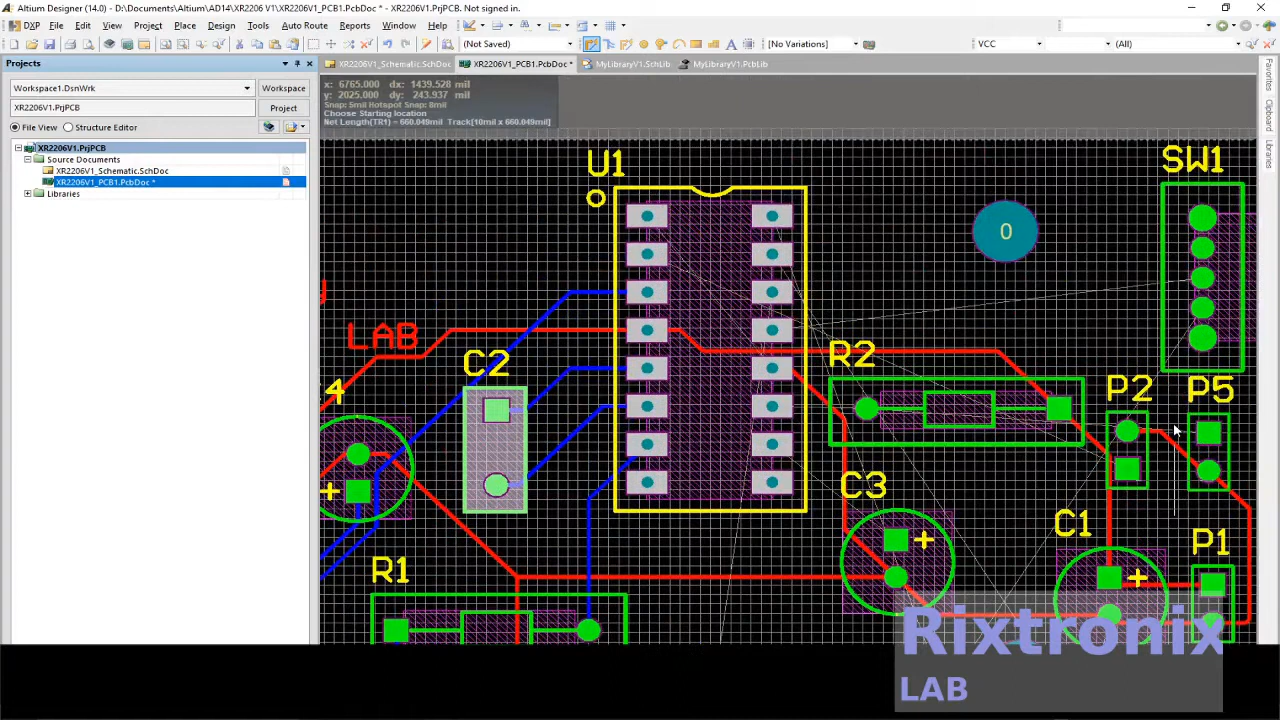 Altium Designer (14.0) - D:\Documents\Altium\AD14\XR2206 V1\XR2206V1_PCB1.PcbDoc * - XR2206V1.PrjPCB. Not signed in.
DXP File Edit View Project Place Design Tools Auto Route Reports Window Help
(Not Saved) [No Variations] VCC (All)
Projects
XR2206V1_Schematic.SchDoc XR2206V1_PCB1.PcbDoc * MyLibraryV1.SchLib MyLibraryV1.PcbLib
Workspace1.DsnWrk Workspace
XR2206V1.PrjPCB Project
File View Structure Editor
XR2206V1.PrjPCB
Source Documents
XR2206V1_Schematic.SchDoc
XR2206V1_PCB1.PcbDoc *
Libraries
x: 6765.000 dx: 1439.528 mil
y: 2025.000 dy: 243.937 mil
Snap: 5mil Hotspot Snap: 8mil
Choose Starting location
Net Length(TR1) ~ 660.049mil Track[10mil x 660.049mil]
Favorites
Clipboard
Libraries
U1
SW1
0
LAB
C2
R2
P2
P5
4
+
C3
+
C1
+
P1
R1
Rixtronix
LAB